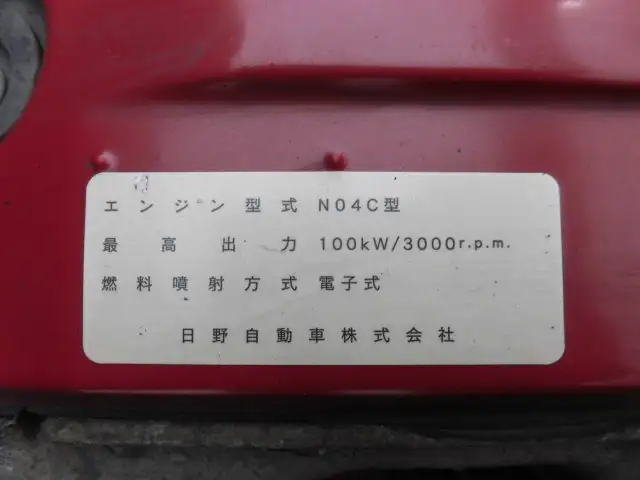 エンジン型式 N04C型
最高出力 100kW/3000r.p.m.
燃料噴射方式 電子式
日野自動車株式会社